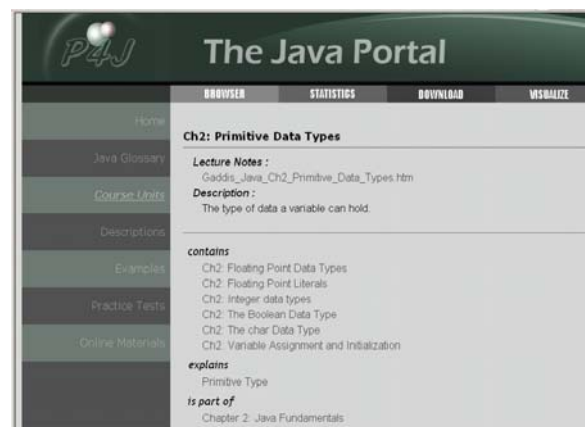 P4J
The Java Portal
BROWSER STATISTICS DOWNLOAD VISUALIZE
Home
Java Glossary
Course Units
Descriptions
Examples
Practice Tests
Online Materials
Ch2: Primitive Data Types
Lecture Notes :
Gaddis_Java_Ch2_Primitive_Data_Types.htm
Description :
The type of data a variable can hold.
contains
Ch2: Floating Point Data Types
Ch2: Floating Point Literals
Ch2: Integer data types
Ch2: The Boolean Data Type
Ch2: The char Data Type
Ch2: Variable Assignment and Initialization
explains
Primitive Type
is part of
Chapter 2: Java Fundamentals